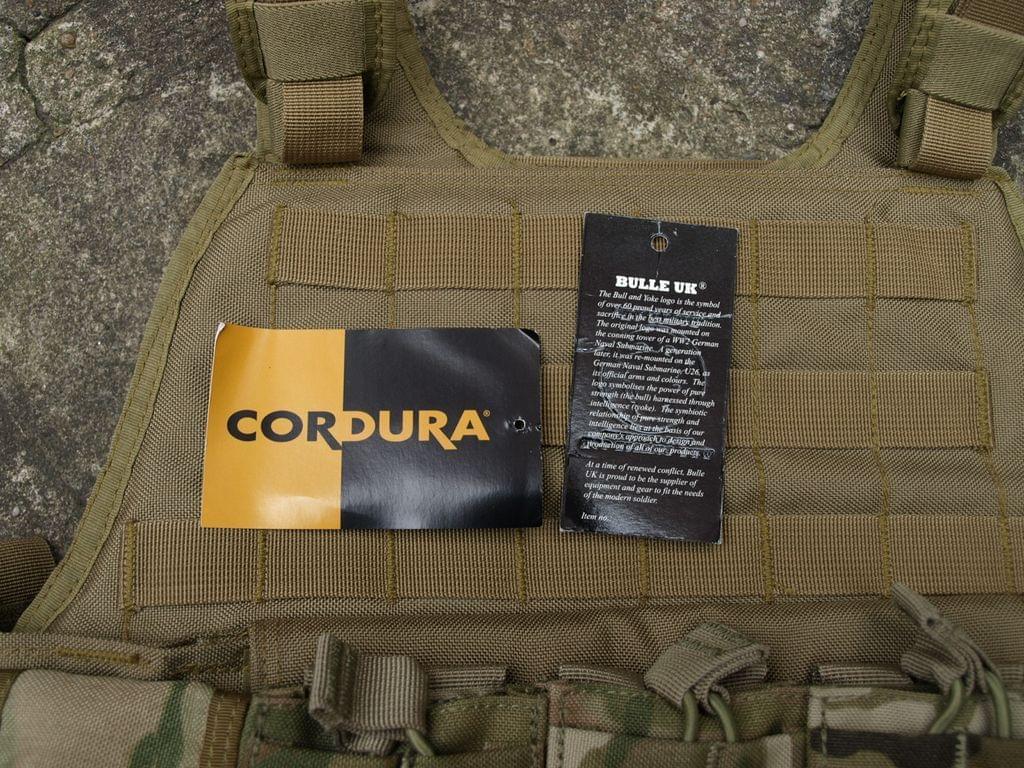 CORDURA®
BULLE UK®
The Bull and Yoke logo is the symbol
of over 60 proud years of service and
sacrifice in the best military tradition.
The original logo was mounted on
the conning tower of a WW2 German
Naval Submarine. A generation
later, it was re-mounted on the
German Naval Submarine, U26, as
its official arms and colours. The
logo symbolises the power of pure
strength (the bull) harnessed through
intelligence (yoke). The symbiotic
relationship of pure strength and
intelligence lies at the basis of our
company's approach to design and
production of all of our products.
At a time of renewed conflict, Bulle
UK is proud to be the supplier of
equipment and gear to fit the needs
of the modern soldier.
Item no.: